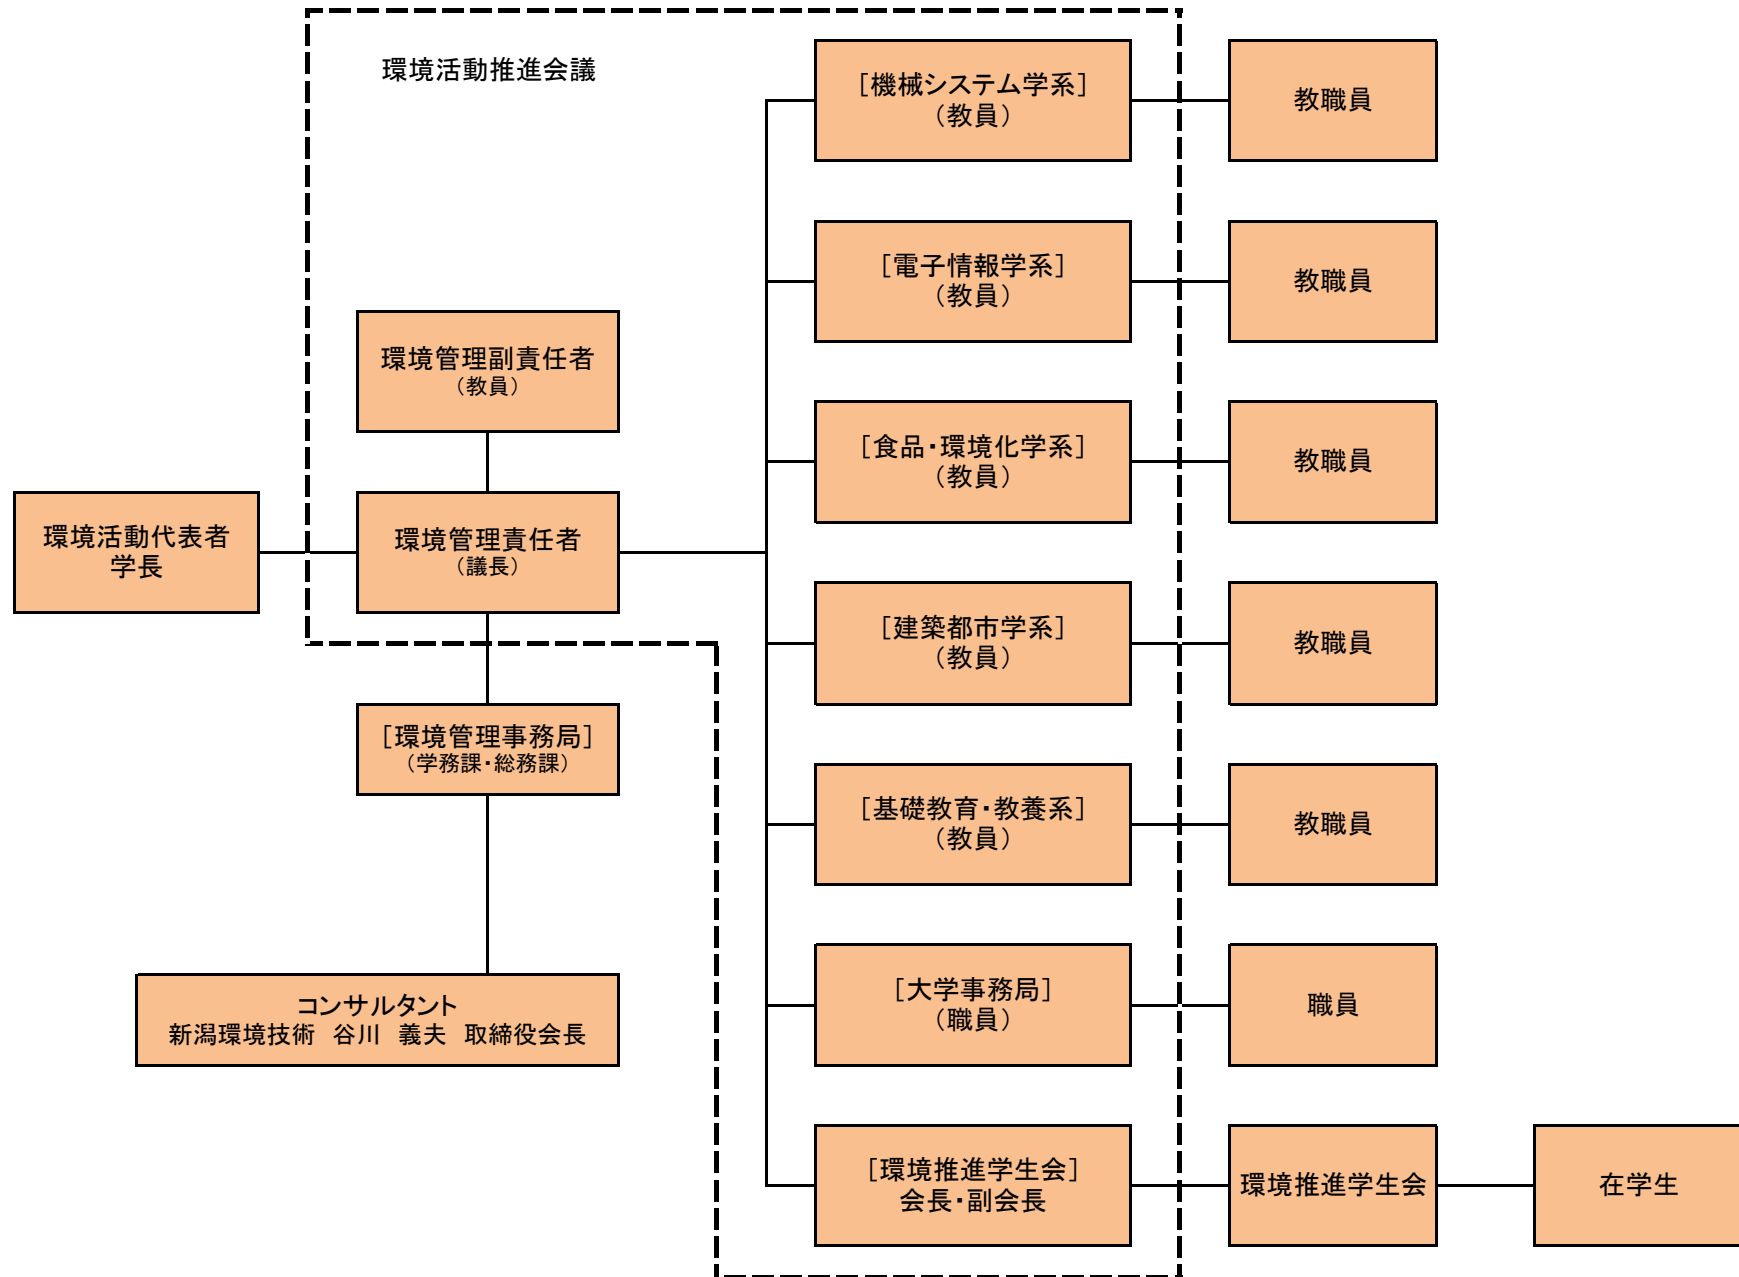 環境活動推進会議
［機械システム学系］
（教員）
教職員
［電子情報学系］
（教員）
教職員
環境管理副責任者
（教員）
［食品・環境化学系］
（教員）
教職員
環境活動代表者
学長
環境管理責任者
（議長）
［建築都市学系］
（教員）
教職員
［環境管理事務局］
（学務課・総務課）
［基礎教育・教養系］
（教員）
教職員
コンサルタント
新潟環境技術　谷川　義夫　取締役会長
［大学事務局］
（職員）
職員
［環境推進学生会］
会長・副会長
環境推進学生会
在学生